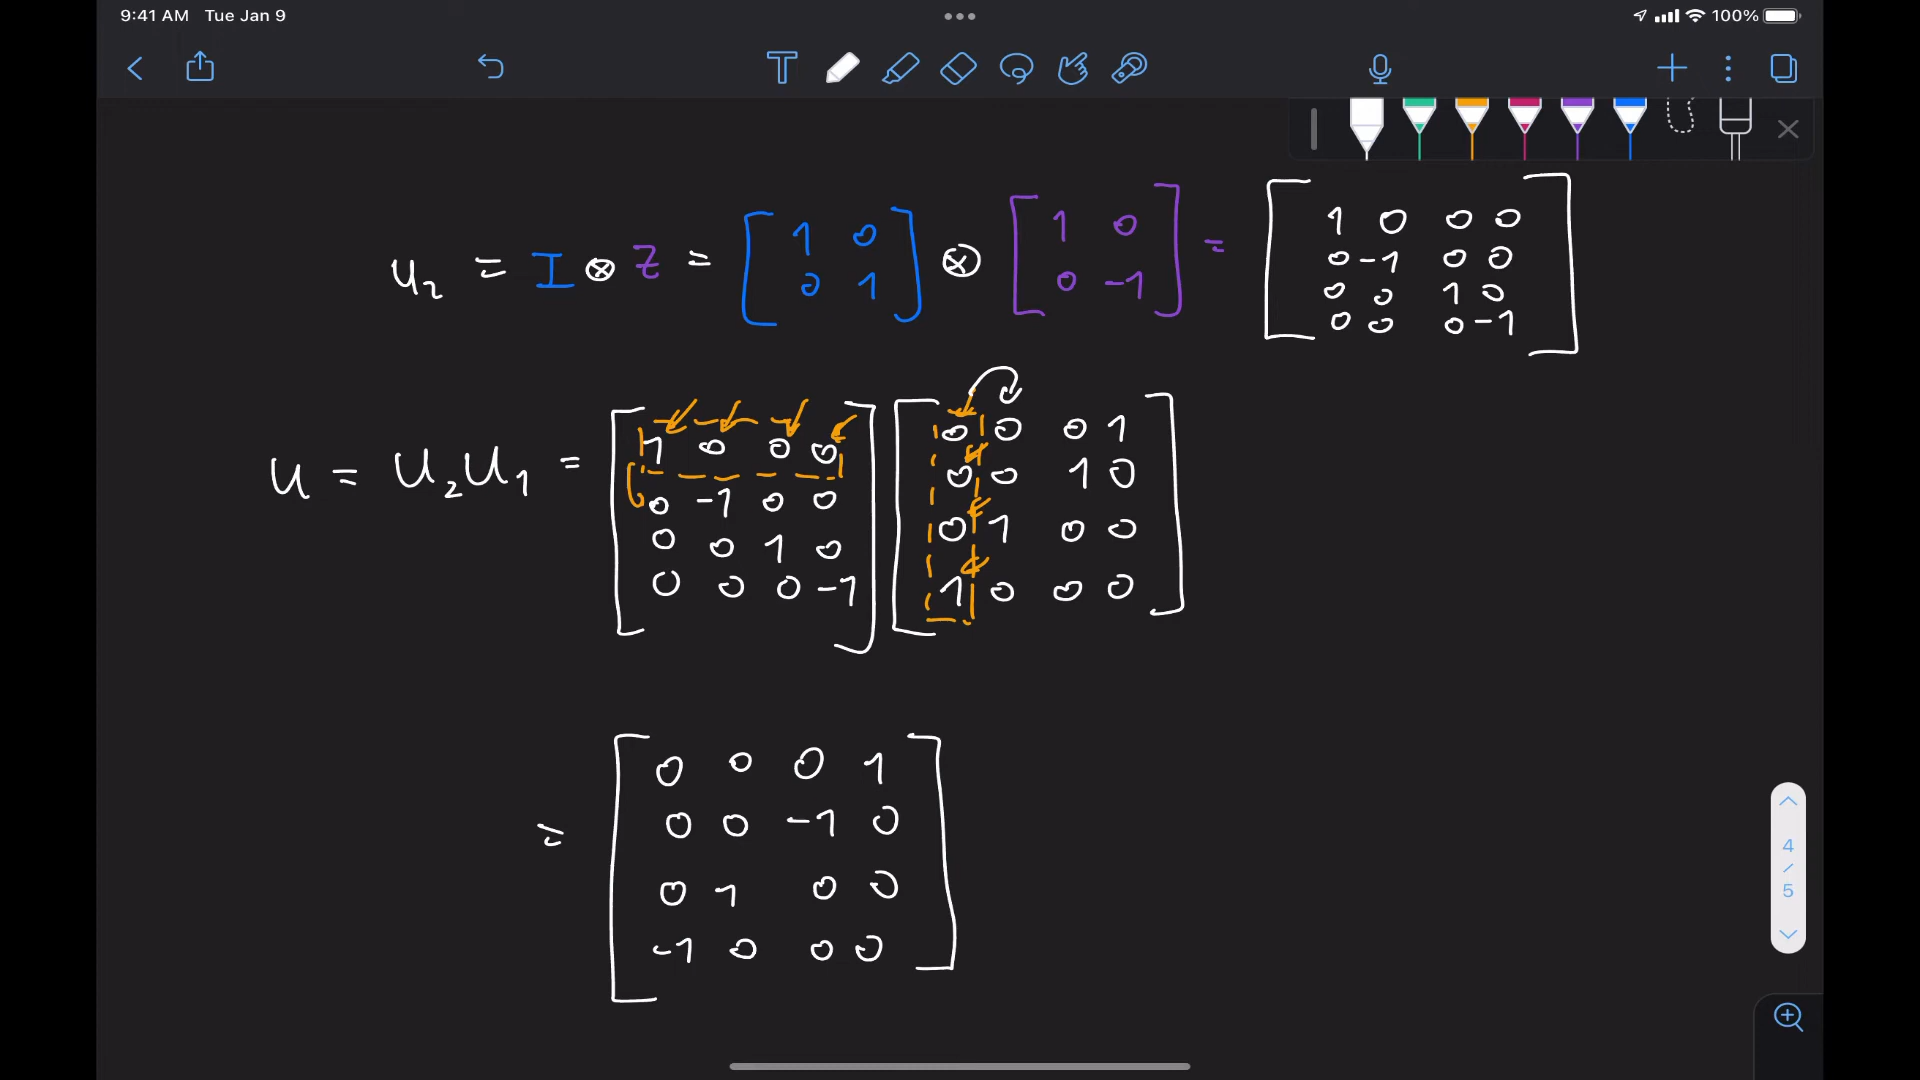 9:41 AM Tue Jan 9
100%
T
u₂ = I ⊗ Z = [ 1 0 ] ⊗ [ 1 0 ] = [ 1 0 0 0 ]
[ 0 1 ] [ 0 -1 ] [ 0 -1 0 0 ]
[ 0 0 1 0 ]
[ 0 0 0 -1 ]
U = U₂U₁ = [ 1 0 0 0 ] [ 0 0 0 1 ]
[ 0 -1 0 0 ] [ 0 0 1 0 ]
[ 0 0 1 0 ] [ 0 1 0 0 ]
[ 0 0 0 -1 ] [ 1 0 0 0 ]
= [ 0 0 0 1 ]
[ 0 0 -1 0 ]
[ 0 1 0 0 ]
[ -1 0 0 0 ]
4
/
5